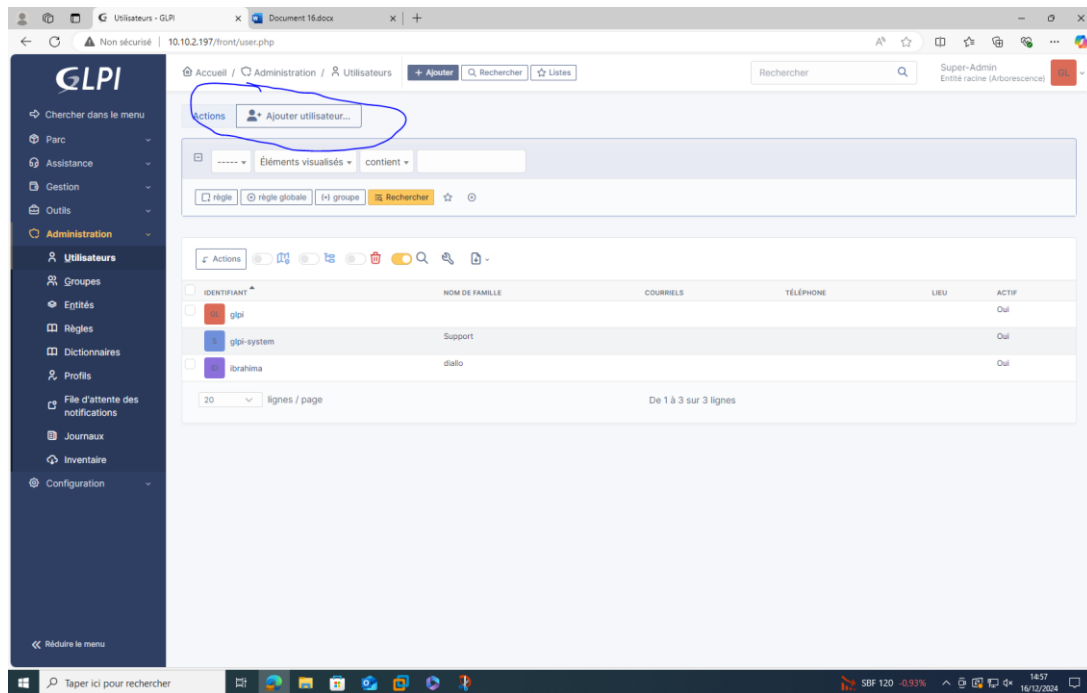 Utilisateurs - GLPI
Document 16.docx
Non sécurisé
10.10.2.197/front/user.php
GLPI
Accueil / Administration / Utilisateurs
+ Ajouter
Rechercher
Listes
Rechercher
Super-Admin
Entité racine (Arborescence)
GL
Chercher dans le menu
Parc
Assistance
Gestion
Outils
Administration
Utilisateurs
Groupes
Entités
Règles
Dictionnaires
Profils
File d'attente des
notifications
Journaux
Inventaire
Configuration
Réduire le menu
Actions
Ajouter utilisateur...
-----
Éléments visualisés
contient
règle
règle globale
groupe
Rechercher
Actions
IDENTIFIANT NOM DE FAMILLE COURRIELS TÉLÉPHONE LIEU ACTIF
GL glpi Oui
S glpi-system Support Oui
ID ibrahima diallo Oui
20 lignes / page De 1 à 3 sur 3 lignes
Taper ici pour rechercher
SBF 120 -0,93%
14:57
16/12/2024